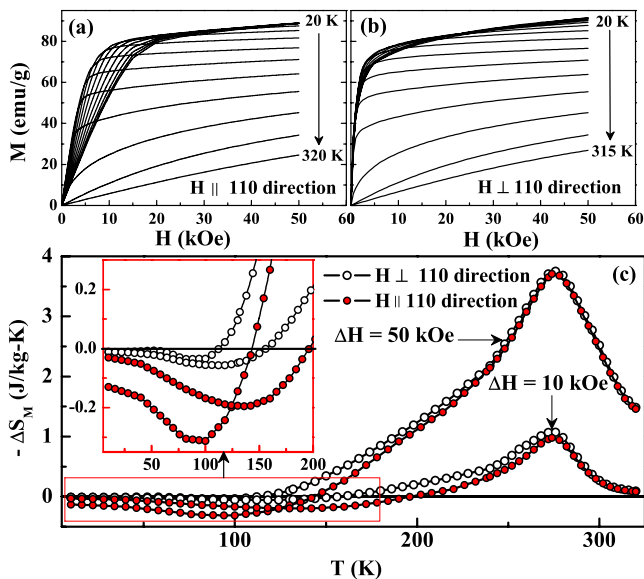 (a)
(b)
M (emu/g)
80
60
40
20
0
20 K
320 K
H || 110 direction
0 10 20 30 40 50 60
H (kOe)
20 K
315 K
H ⊥ 110 direction
0 10 20 30 40 50 60
H (kOe)
(c)
- ΔS_M (J/kg-K)
4
3
2
1
0
-1
H ⊥ 110 direction
H || 110 direction
ΔH = 50 kOe
ΔH = 10 kOe
0.2
0.0
-0.2
50 100 150 200
100 200 300
T (K)